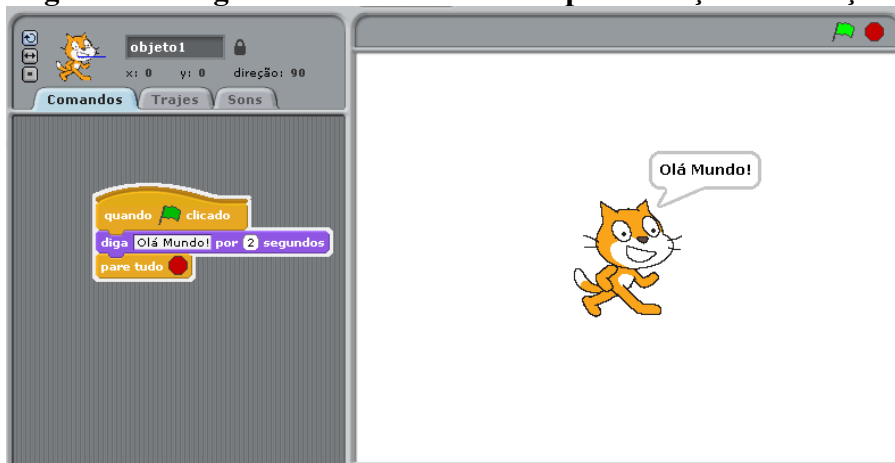 objeto1
x: 0 y: 0 direção: 90
Comandos Trajes Sons
quando clicado
diga Olá Mundo! por 2 segundos
pare tudo
Olá Mundo!